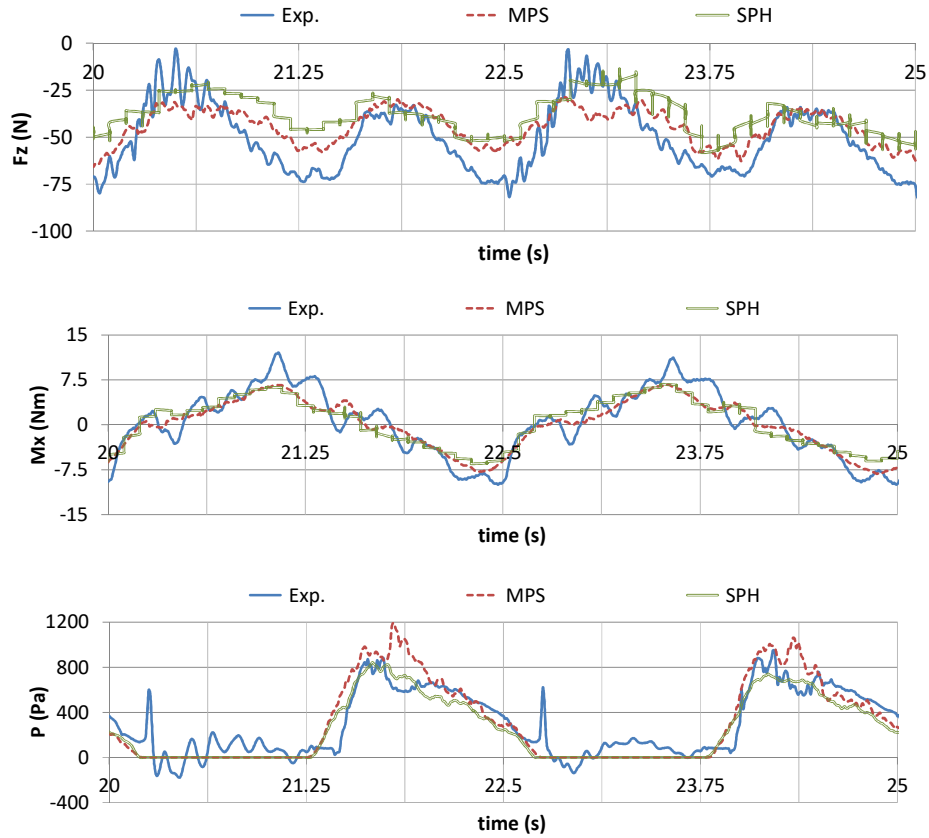 Exp. MPS SPH
0
20 21.25 22.5 23.75 25
-25
-50
-75
-100
Fz (N)
time (s)
Exp. MPS SPH
15
7.5
0
20 21.125 22.5 23.75 25
-7.5
-15
Mx (Nm)
time (s)
Exp. MPS SPH
1200
800
400
0
20 21.125 22.5 23.75 25
-400
P (Pa)
time (s)